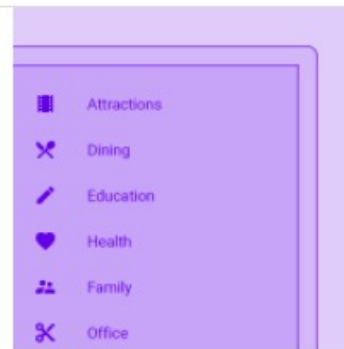 Attractions
Dining
Education
Health
Family
Office